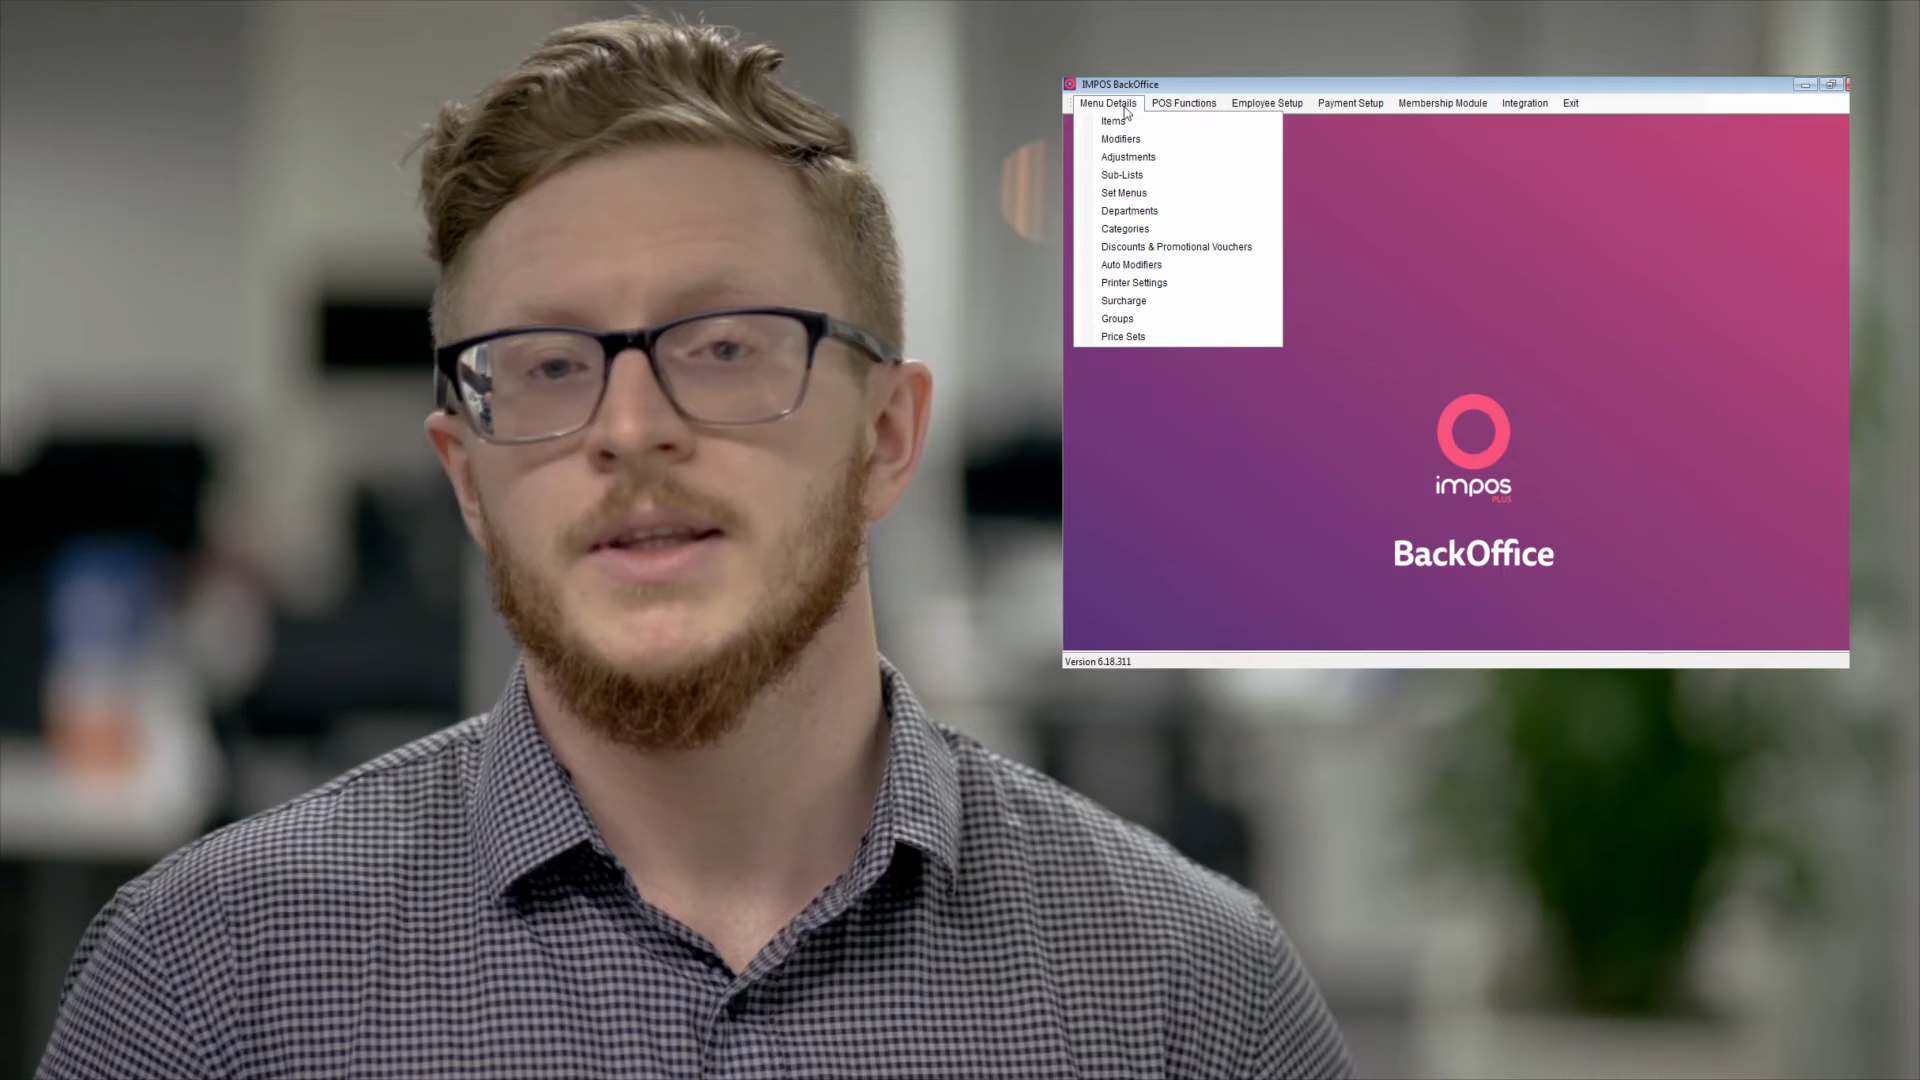 IMPOS BackOffice
Menu Details POS Functions Employee Setup Payment Setup Membership Module Integration Exit
Items
Modifiers
Adjustments
Sub-Lists
Set Menus
Departments
Categories
Discounts & Promotional Vouchers
Auto Modifiers
Printer Settings
Surcharge
Groups
Price Sets
impos
PLUS
BackOffice
Version 6.18.311